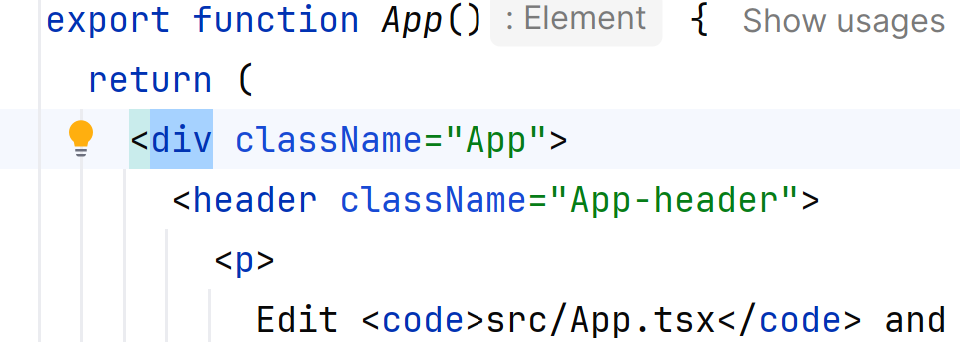 export function App() : Element { Show usages
return (
<div className="App">
<header className="App-header">
<p>
Edit <code>src/App.tsx</code> and